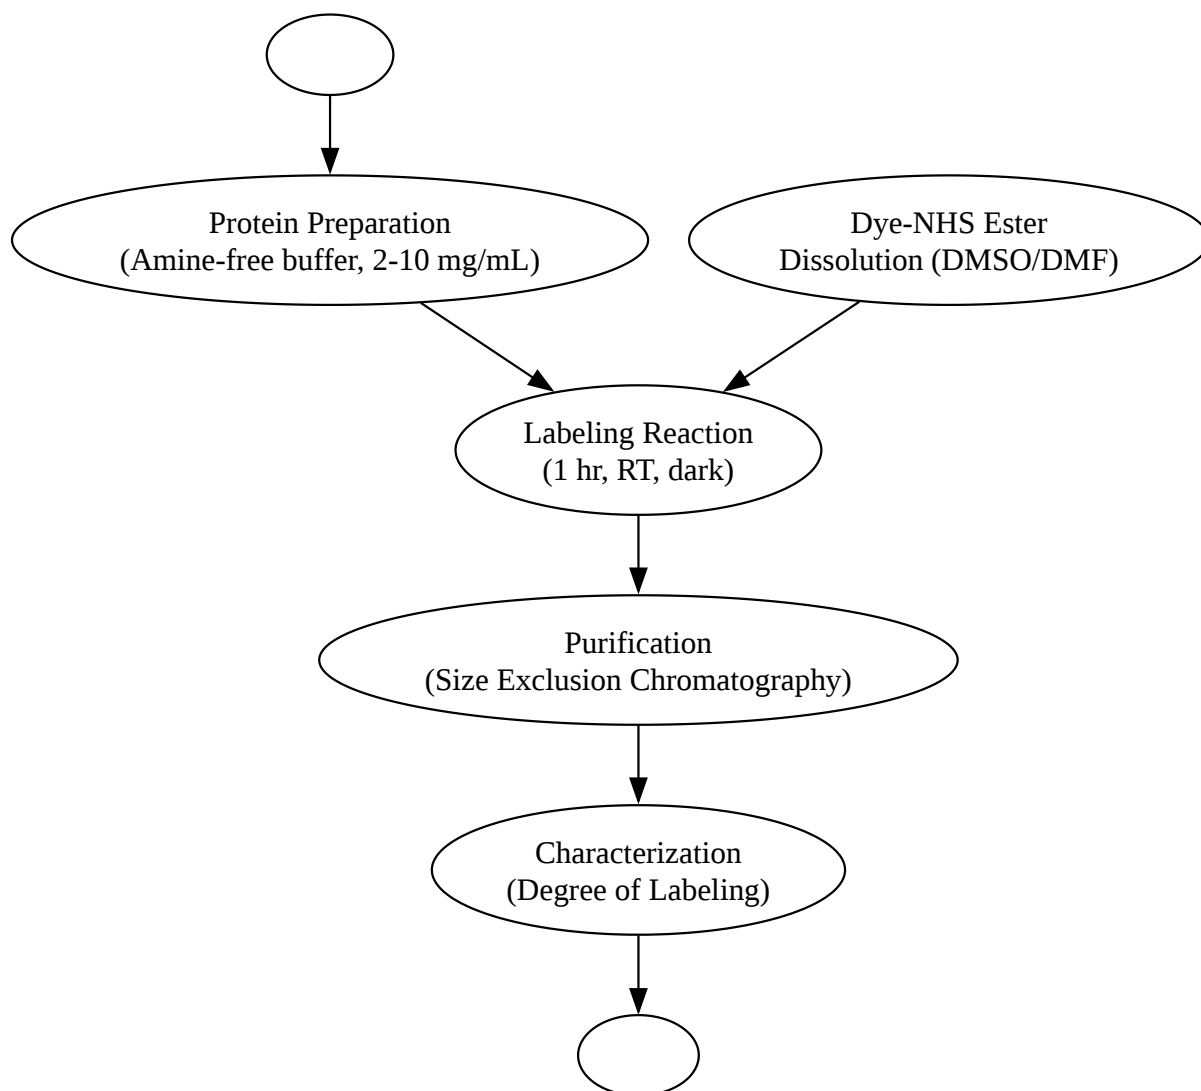 Protein Preparation
(Amine-free buffer, 2-10 mg/mL)
Dye-NHS Ester
Dissolution (DMSO/DMF)
Labeling Reaction
(1 hr, RT, dark)
Purification
(Size Exclusion Chromatography)
Characterization
(Degree of Labeling)